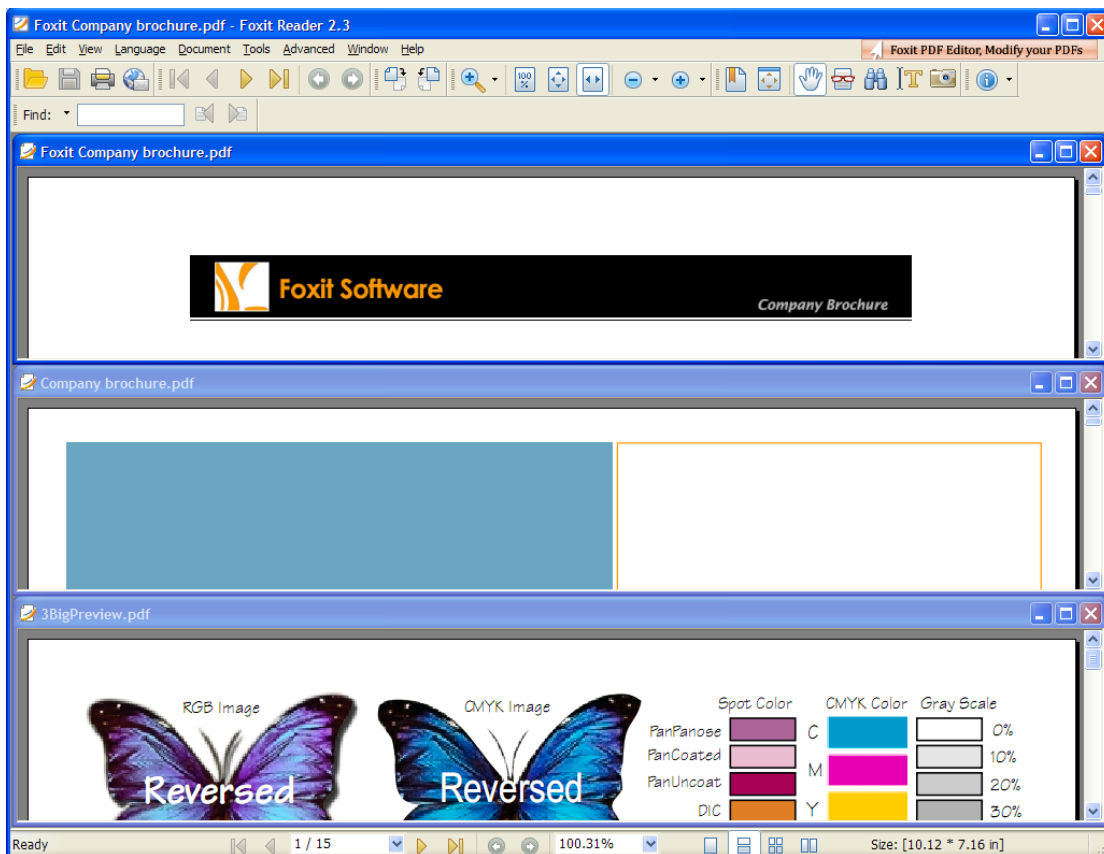 Foxit Company brochure.pdf - Foxit Reader 2.3
File Edit View Language Document Tools Advanced Window Help
Foxit PDF Editor, Modify your PDFs
100 %
Find:
Foxit Company brochure.pdf
Foxit Software
Company Brochure
Company brochure.pdf
3BigPreview.pdf
RGB Image
CMYK Image
Spot Color CMYK Color Gray Scale
PanPanose C 0%
PanCoated 10%
M
PanUncoat 20%
DIC Y 30%
Reversed
Reversed
Ready 1 / 15 100.31% Size: [10.12 * 7.16 in]